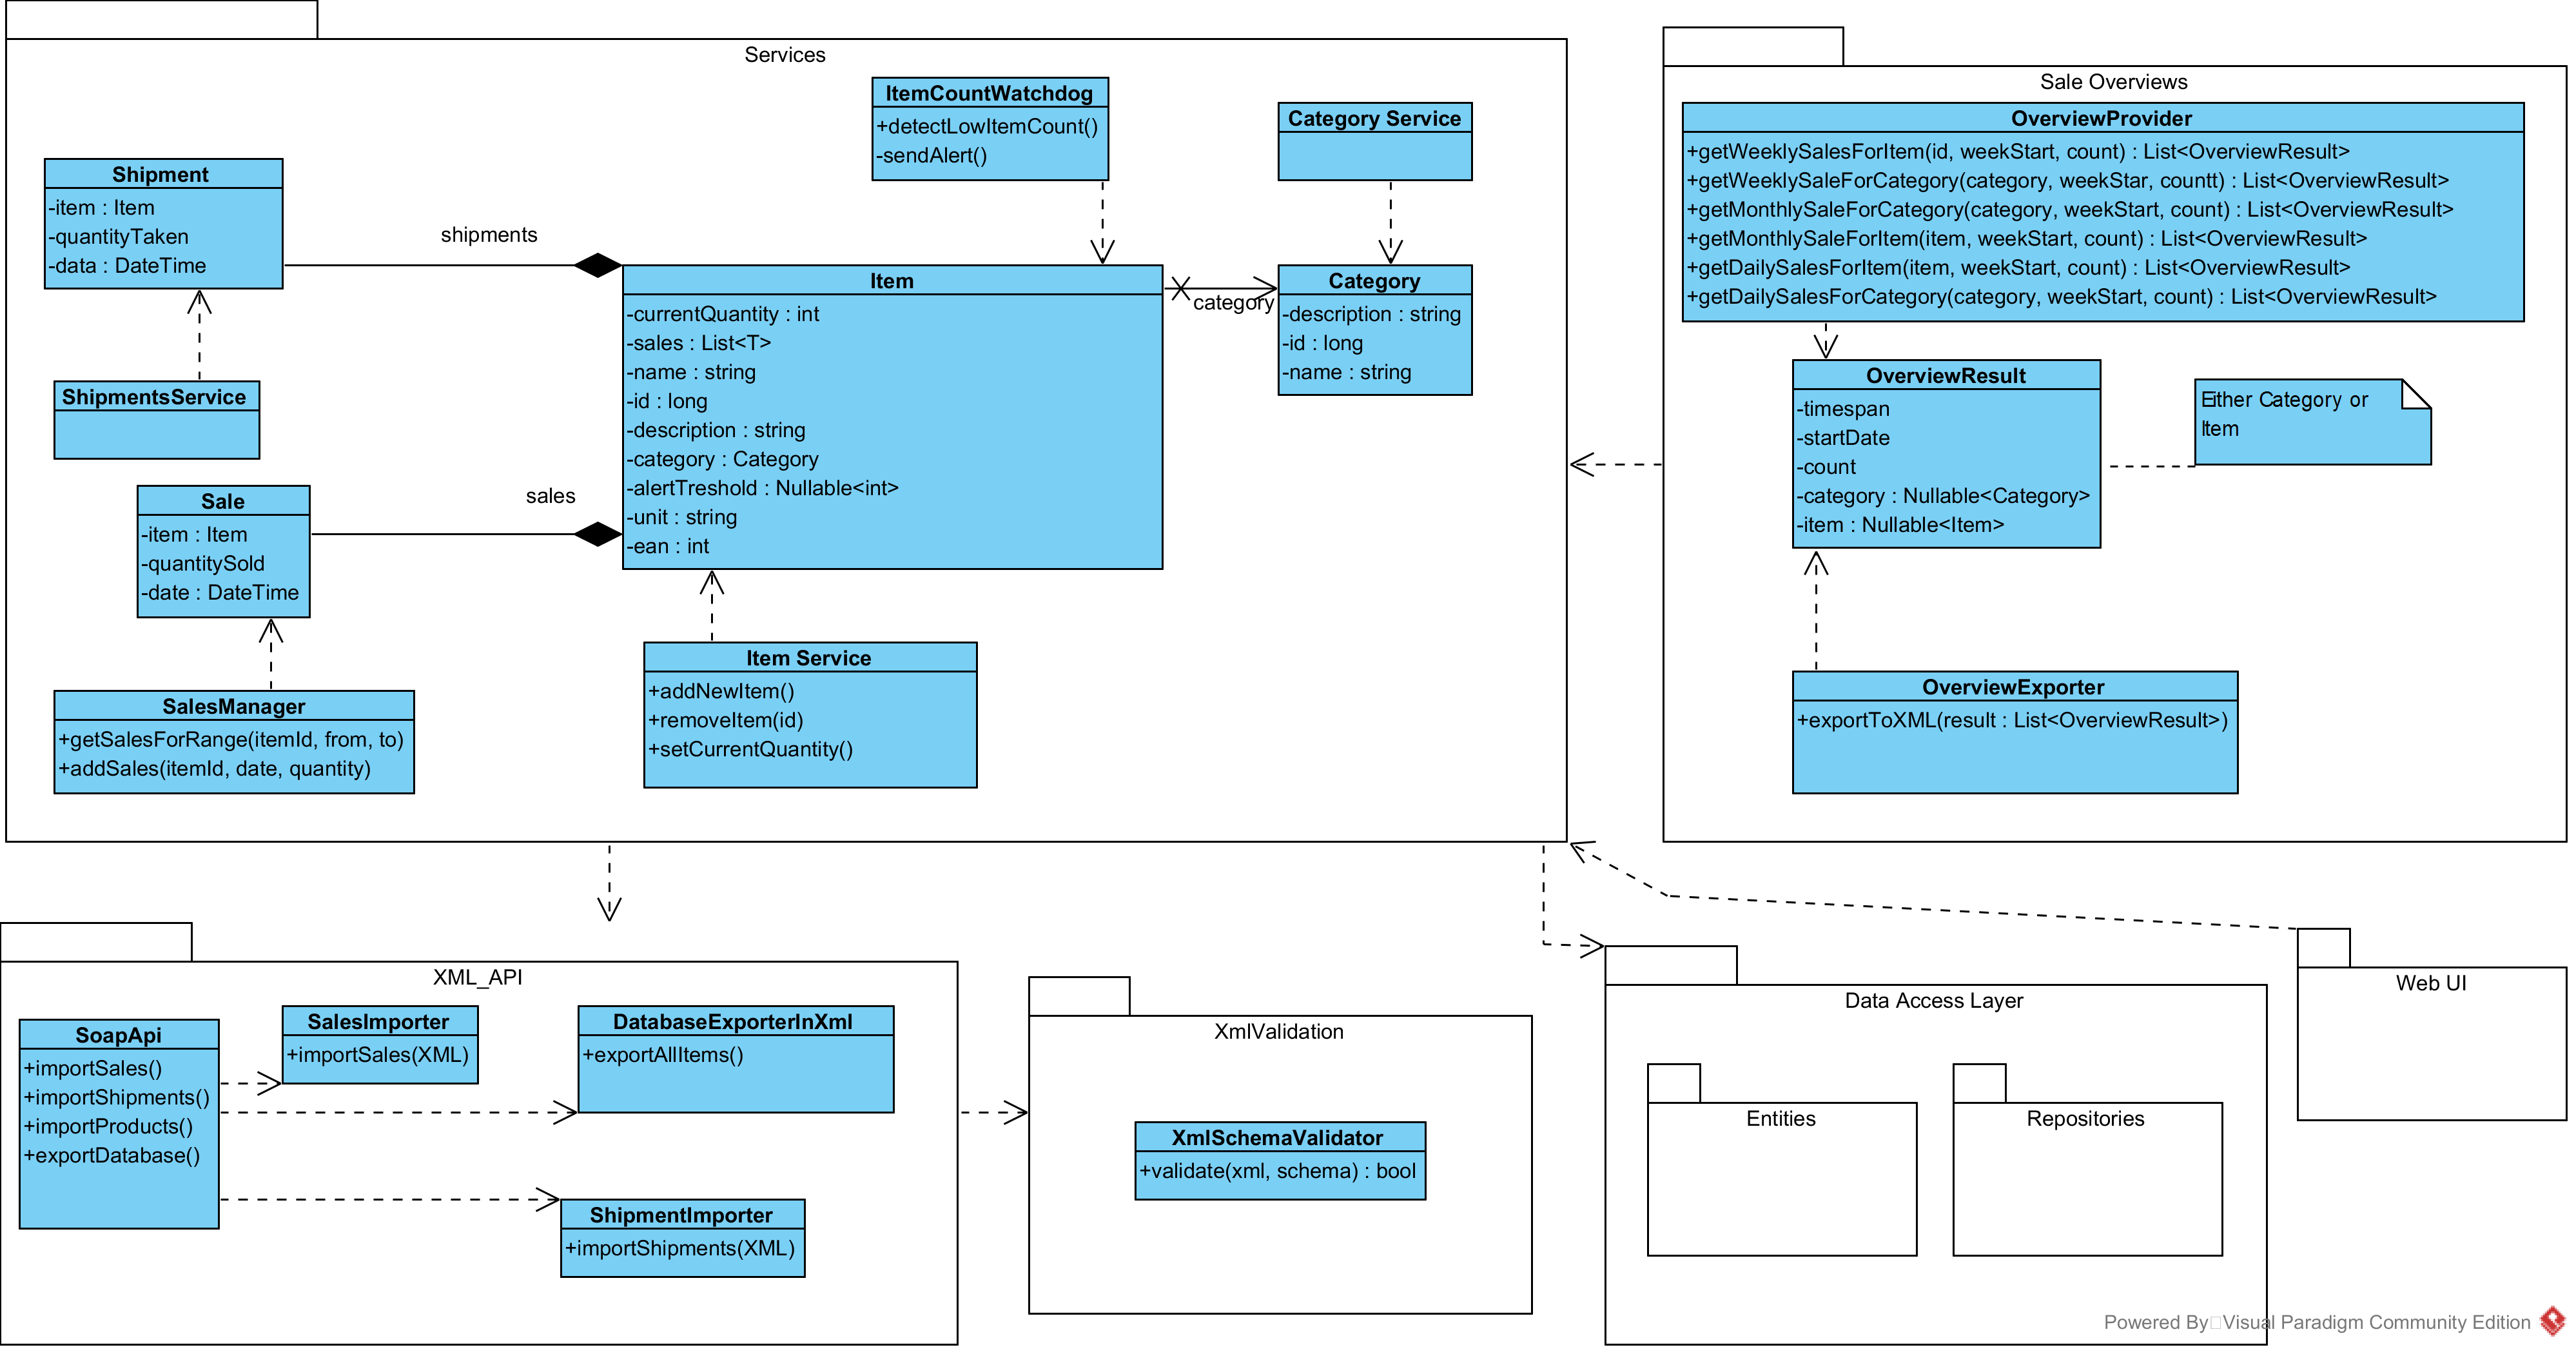 Services
ItemCountWatchdog
+detectLowItemCount()
-sendAlert()
Category Service
Shipment
-item : Item
-quantityTaken
-data : DateTime
shipments
ShipmentsService
Item
-currentQuantity : int
-sales : List<T>
-name : string
-id : long
-description : string
-category : Category
-alertTreshold : Nullable<int>
-unit : string
-ean : int
category
Category
-description : string
-id : long
-name : string
sales
Sale
-item : Item
-quantitySold
-date : DateTime
SalesManager
+getSalesForRange(itemId, from, to)
+addSales(itemId, date, quantity)
Item Service
+addNewItem()
+removeItem(id)
+setCurrentQuantity()
Sale Overviews
OverviewProvider
+getWeeklySalesForItem(id, weekStart, count) : List<OverviewResult>
+getWeeklySaleForCategory(category, weekStar, countt) : List<OverviewResult>
+getMonthlySaleForCategory(category, weekStart, count) : List<OverviewResult>
+getMonthlySaleForItem(item, weekStart, count) : List<OverviewResult>
+getDailySalesForItem(item, weekStart, count) : List<OverviewResult>
+getDailySalesForCategory(category, weekStart, count) : List<OverviewResult>
OverviewResult
-timespan
-startDate
-count
-category : Nullable<Category>
-item : Nullable<Item>
Either Category or
Item
OverviewExporter
+exportToXML(result : List<OverviewResult>)
XML_API
SoapApi
+importSales()
+importShipments()
+importProducts()
+exportDatabase()
SalesImporter
+importSales(XML)
DatabaseExporterInXml
+exportAllItems()
ShipmentImporter
+importShipments(XML)
XmlValidation
XmlSchemaValidator
+validate(xml, schema) : bool
Data Access Layer
Entities
Repositories
Web UI
Powered By Visual Paradigm Community Edition